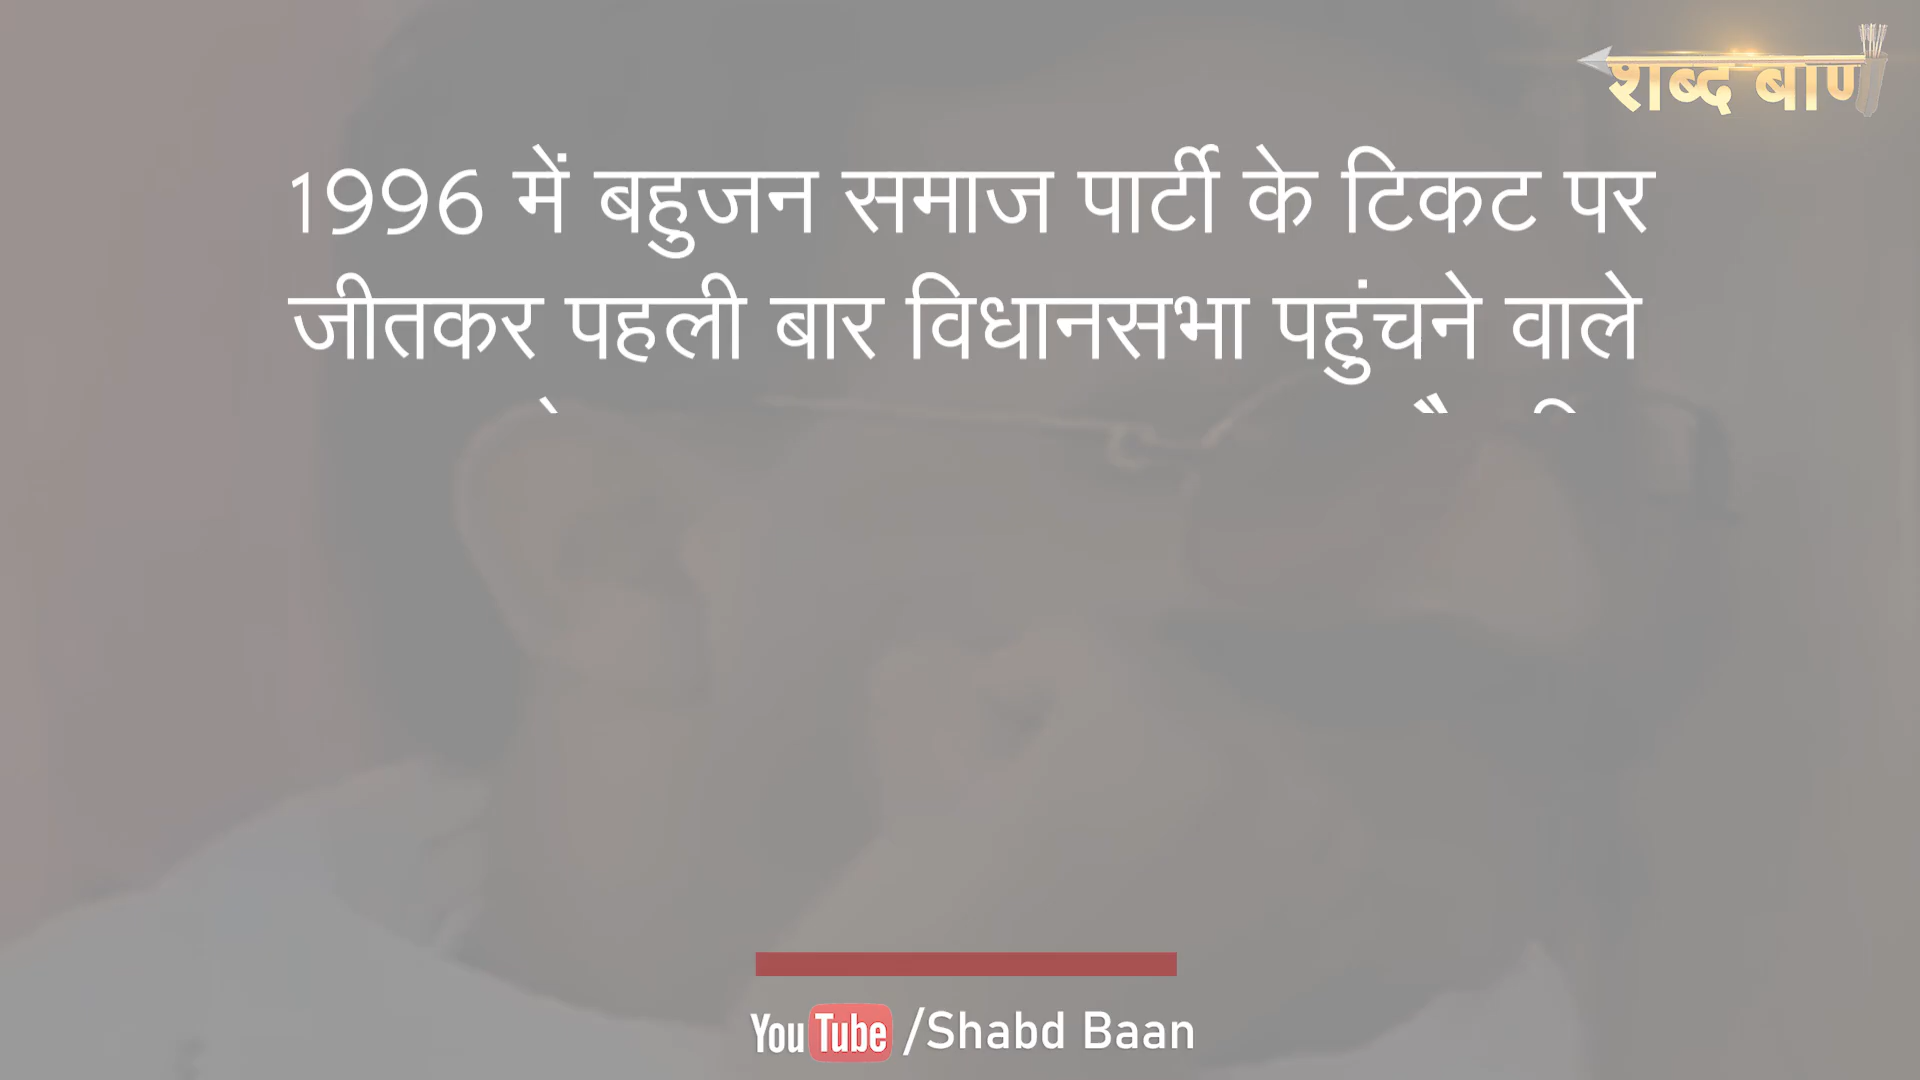 शब्द बाण
1996 में बहुजन समाज पार्टी के टिकट पर
जीतकर पहली बार विधानसभा पहुंचने वाले
YouTube /Shabd Baan